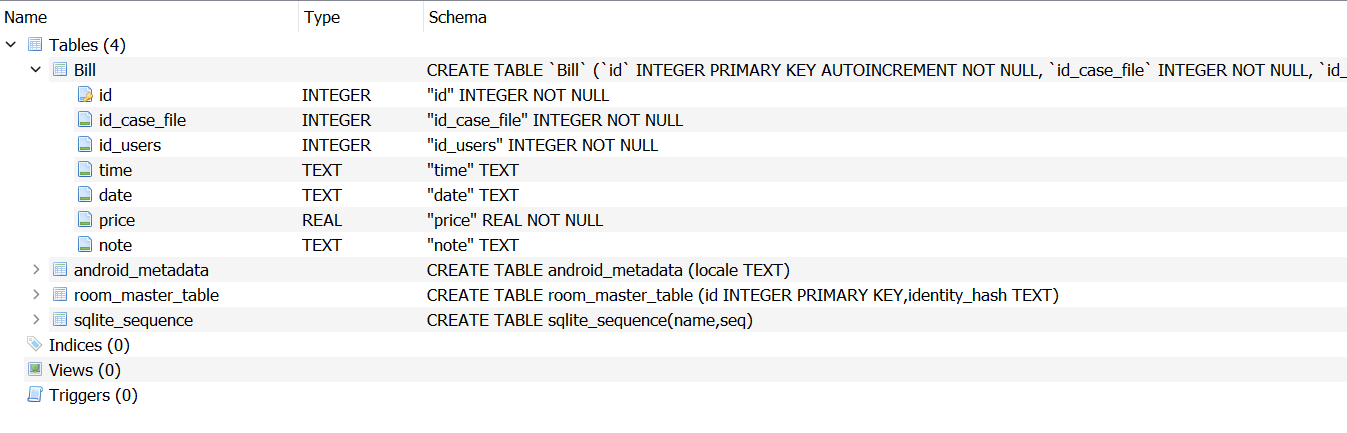 Name Type Schema
Tables (4)
Bill CREATE TABLE `Bill` (`id` INTEGER PRIMARY KEY AUTOINCREMENT NOT NULL, `id_case_file` INTEGER NOT NULL, `id_
id INTEGER "id" INTEGER NOT NULL
id_case_file INTEGER "id_case_file" INTEGER NOT NULL
id_users INTEGER "id_users" INTEGER NOT NULL
time TEXT "time" TEXT
date TEXT "date" TEXT
price REAL "price" REAL NOT NULL
note TEXT "note" TEXT
android_metadata CREATE TABLE android_metadata (locale TEXT)
room_master_table CREATE TABLE room_master_table (id INTEGER PRIMARY KEY,identity_hash TEXT)
sqlite_sequence CREATE TABLE sqlite_sequence(name,seq)
Indices (0)
Views (0)
Triggers (0)